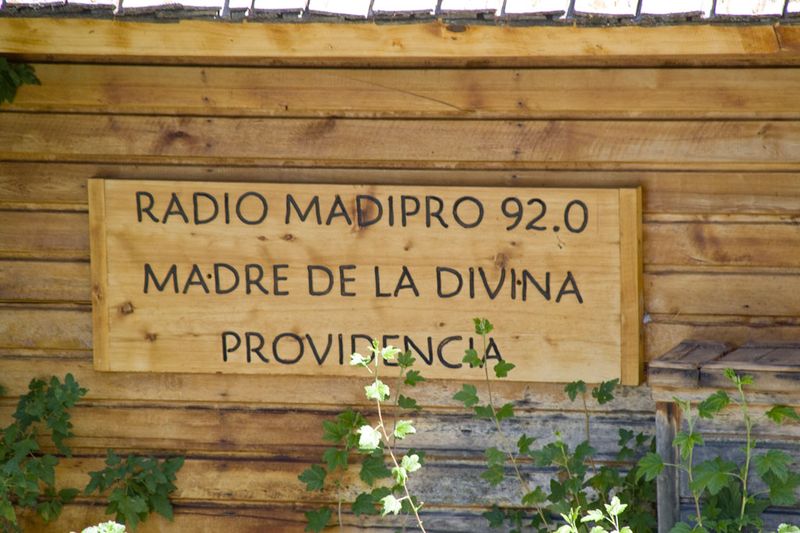 RADIO MADIPRO 92.0
MADRE DE LA DIVINA
PROVIDENCIA